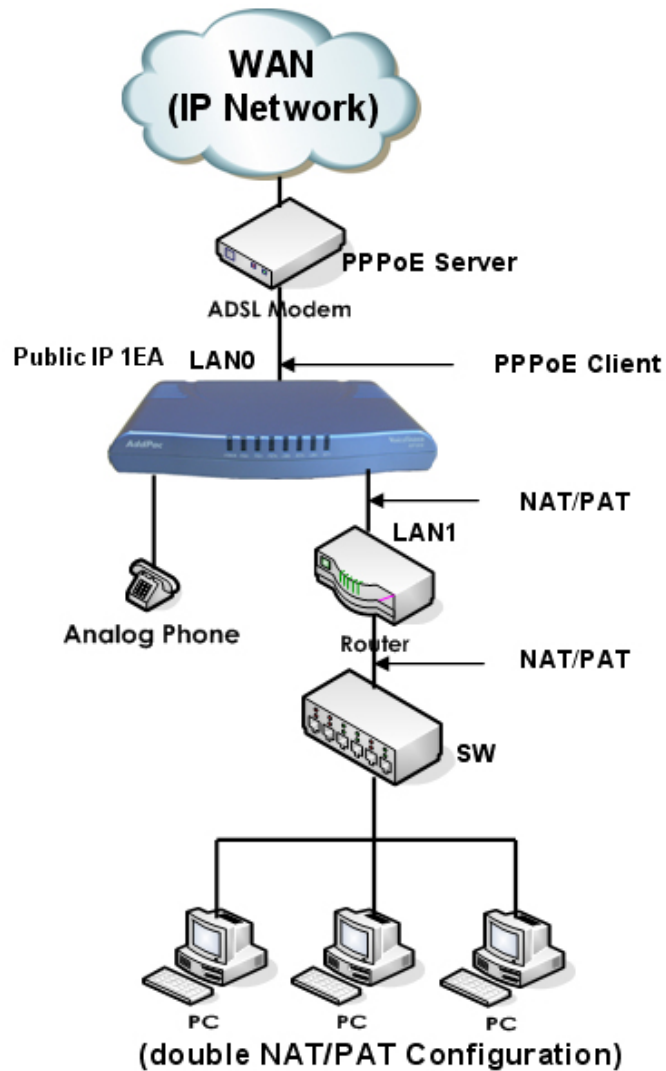 WAN
(IP Network)
PPPoE Server
ADSL Modem
Public IP 1EA
LAN0
PPPoE Client
AddPac
NAT/PAT
LAN1
Analog Phone
Router
NAT/PAT
SW
PC
PC
PC
(double NAT/PAT Configuration)